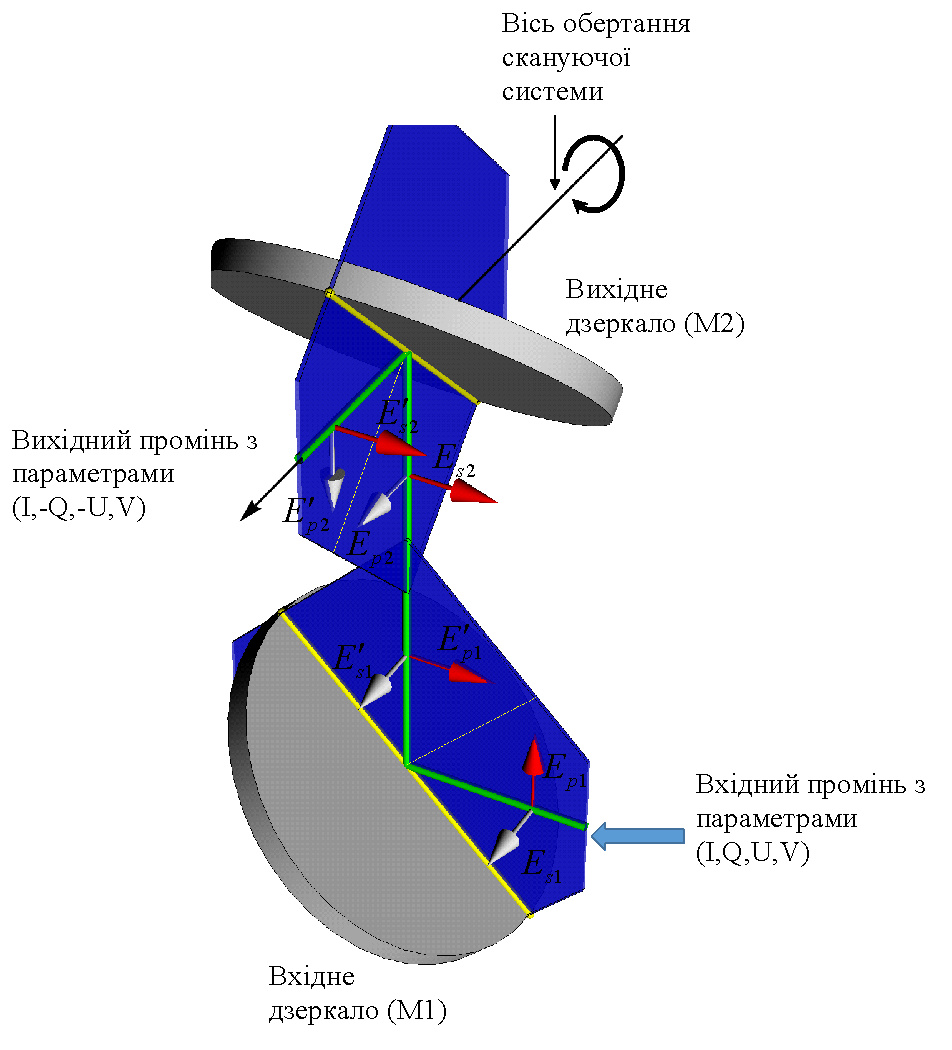 Вісь обертання
скануючої
системи
Вихідне
дзеркало (M2)
E′s2
Es2
Вихідний промінь з
параметрами
(I,-Q,-U,V)
E′p2
Ep2
E′s1
E′p1
Ep1
Вхідний промінь з
параметрами
(I,Q,U,V)
Es1
Вхідне
дзеркало (M1)